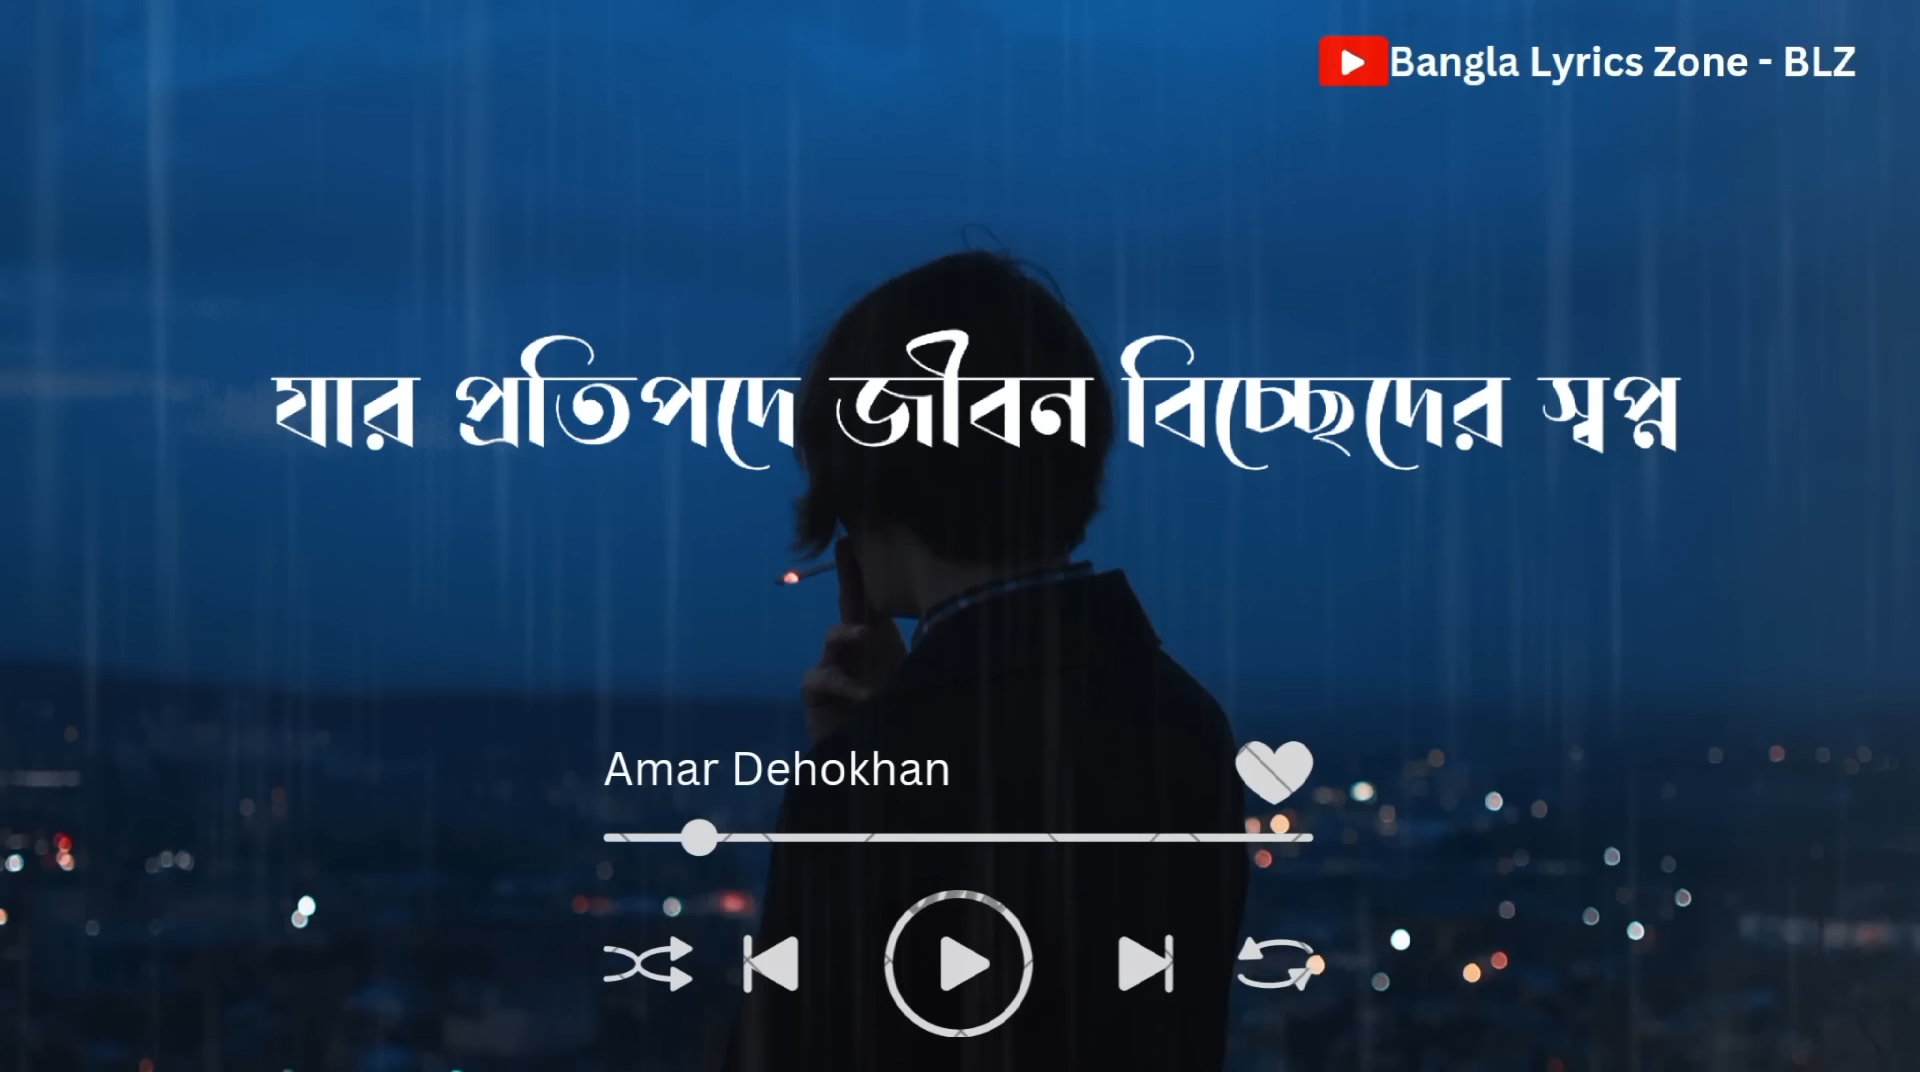 Bangla Lyrics Zone - BLZ
যার প্রতিপদে জীবন বিচ্ছেদের স্বপ্ন
Amar Dehokhan